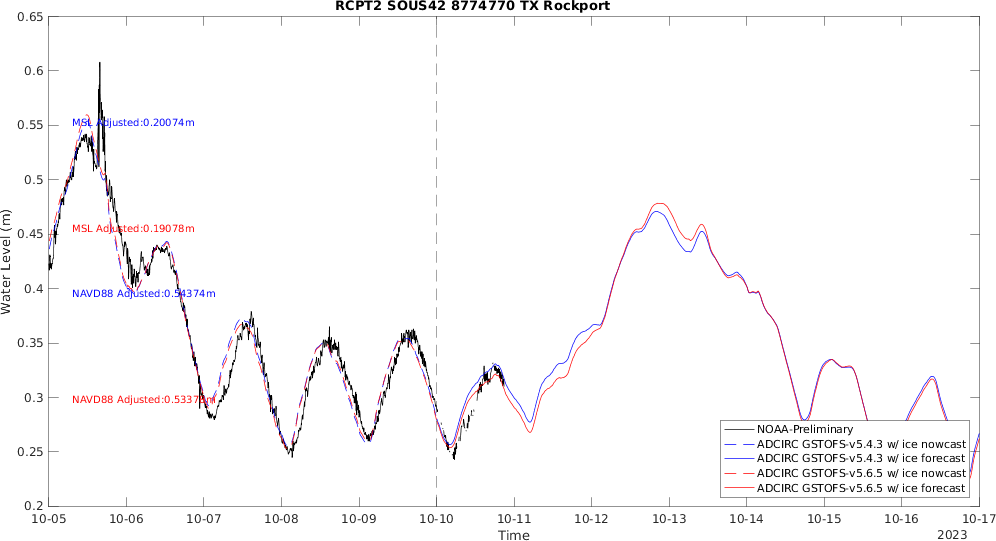 RCPT2 SOUS42 8774770 TX Rockport
0.65
0.6
0.55
0.5
0.45
0.4
0.35
0.3
0.25
0.2
Water Level (m)
MSL Adjusted:0.20074m
MSL Adjusted:0.19078m
NAVD88 Adjusted:0.54374m
NAVD88 Adjusted:0.5337
NOAA-Preliminary
ADCIRC GSTOFS-v5.4.3 w/ ice nowcast
ADCIRC GSTOFS-v5.4.3 w/ ice forecast
ADCIRC GSTOFS-v5.6.5 w/ ice nowcast
ADCIRC GSTOFS-v5.6.5 w/ ice forecast
10-05 10-06 10-07 10-08 10-09 10-10 10-11 10-12 10-13 10-14 10-15 10-16 10-17
Time
2023